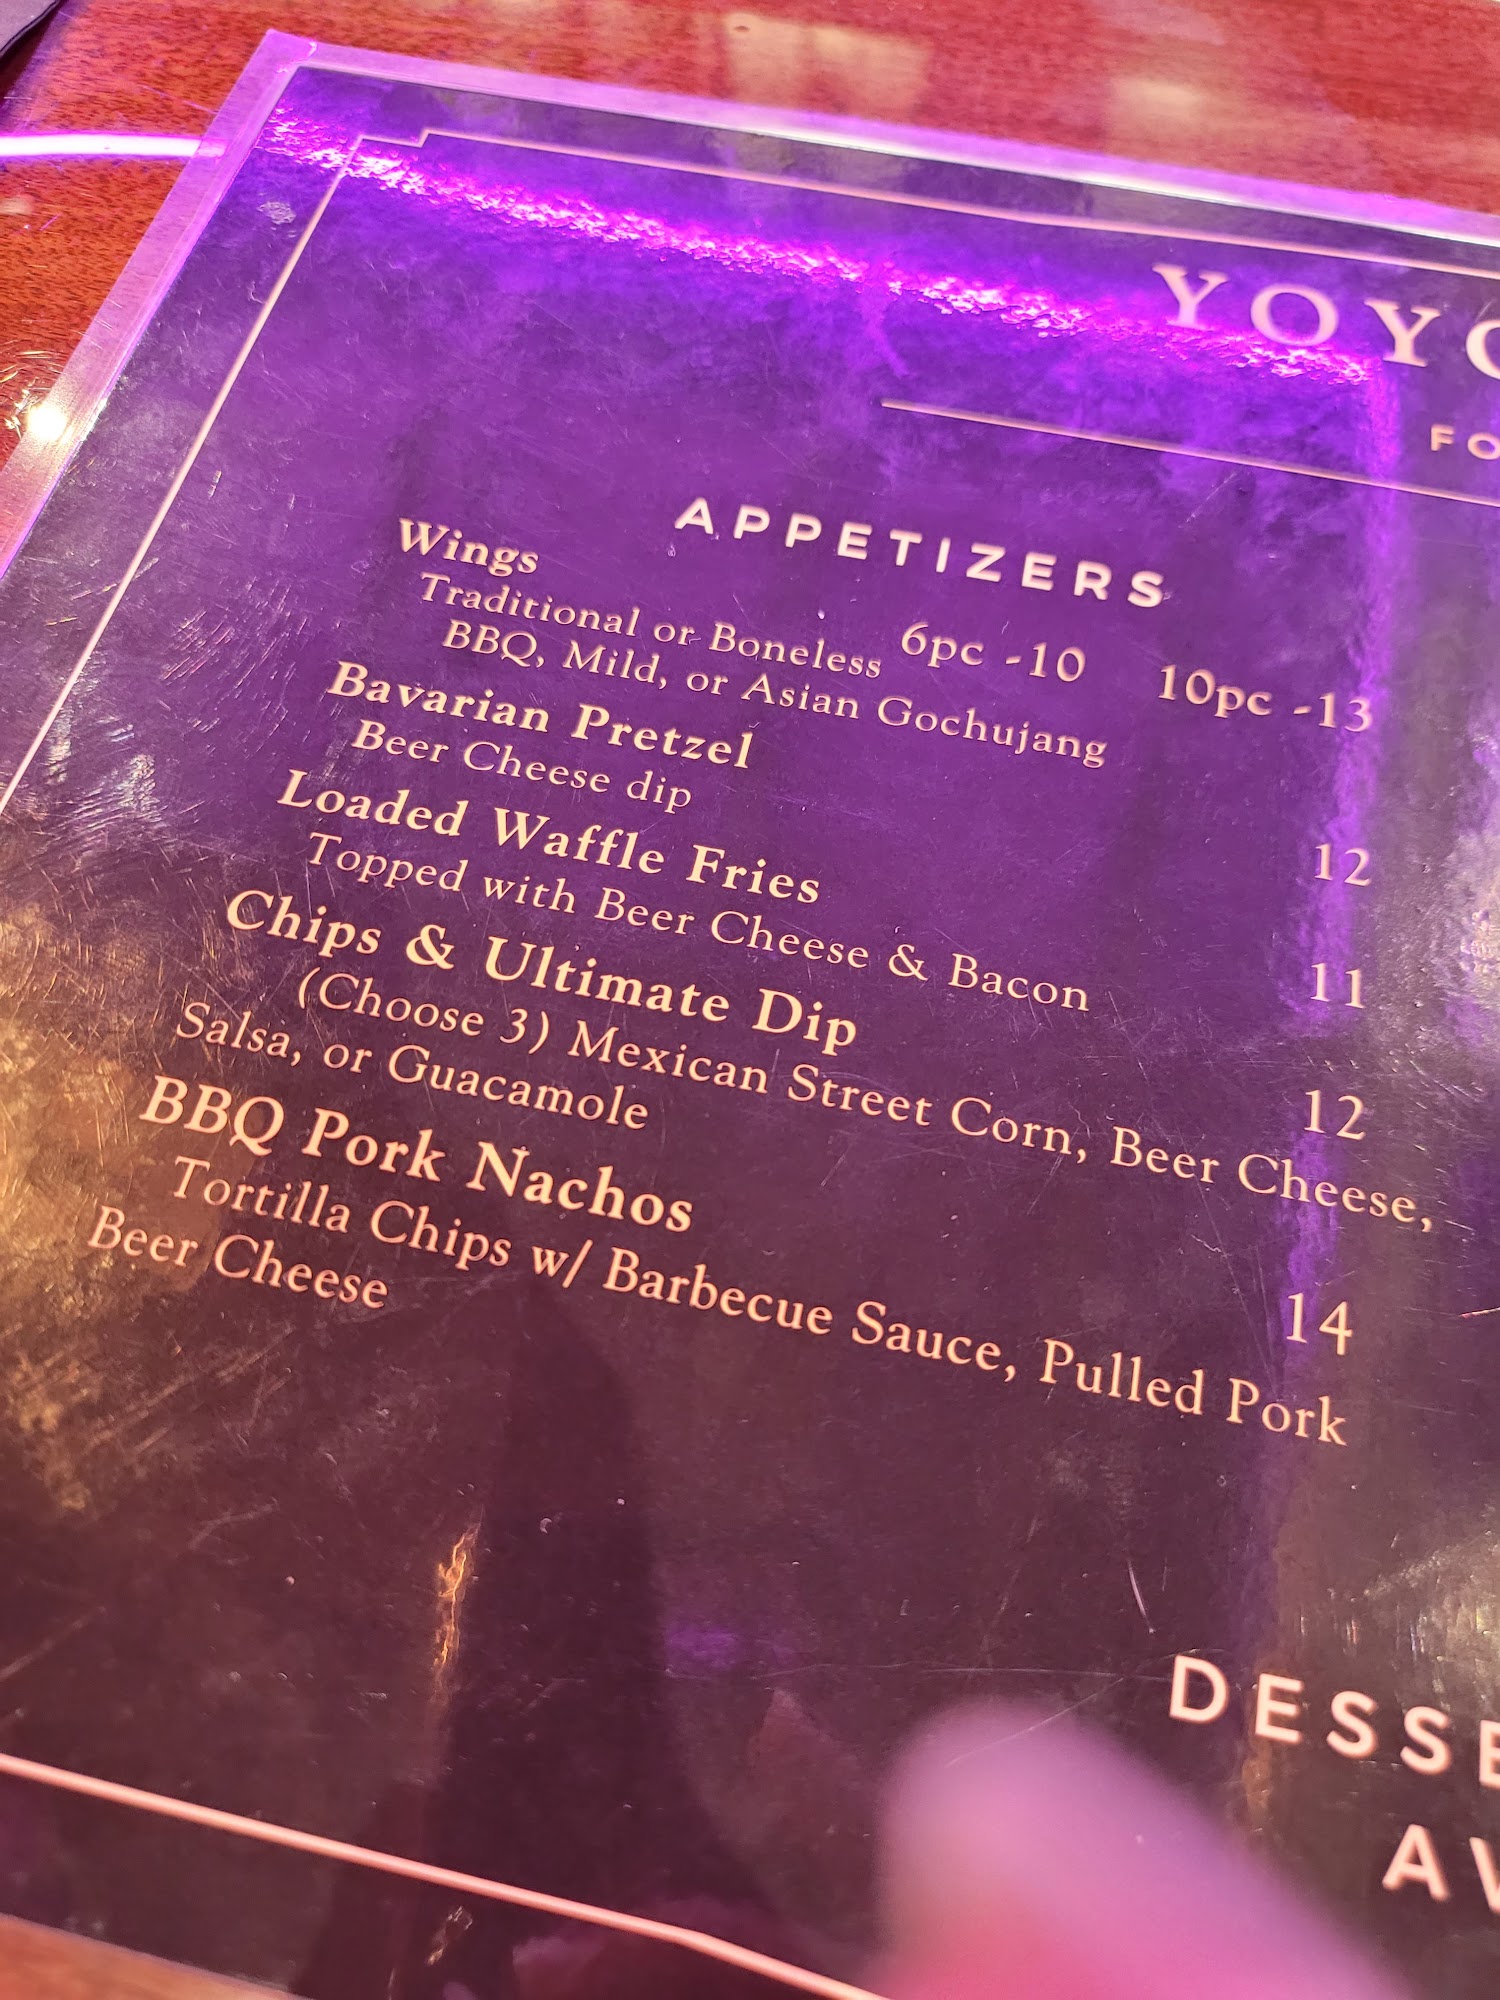 YOYO
FO
APPETIZERS
Wings 6pc -10 10pc -13
Traditional or Boneless
BBQ, Mild, or Asian Gochujang
Bavarian Pretzel 12
Beer Cheese dip
Loaded Waffle Fries 11
Topped with Beer Cheese & Bacon
Chips & Ultimate Dip 12
(Choose 3) Mexican Street Corn, Beer Cheese,
Salsa, or Guacamole
BBQ Pork Nachos 14
Tortilla Chips w/ Barbecue Sauce, Pulled Pork
Beer Cheese
DESSE
AV